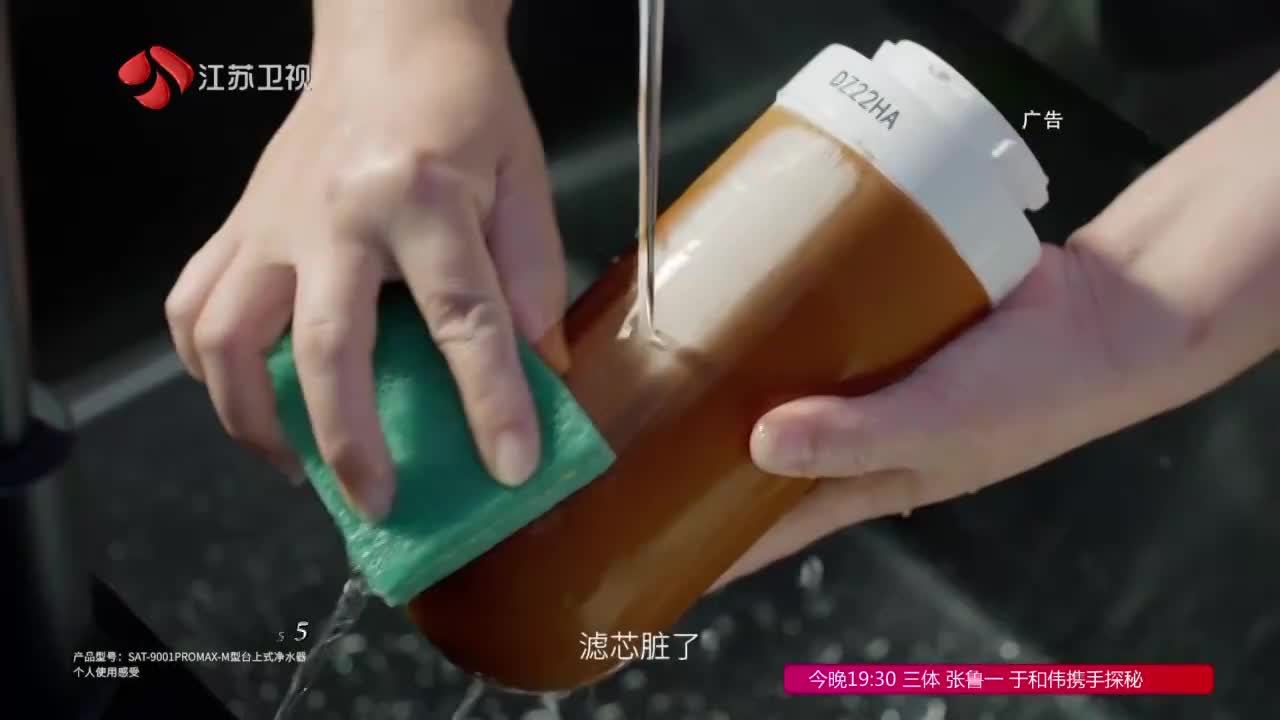 江苏卫视
DZ22HA
广告
5 5
产品型号：SAT-9001PROMAX-M型台上式净水器
个人使用感受
滤芯脏了
今晚19:30 三体 张鲁一 于和伟携手探秘